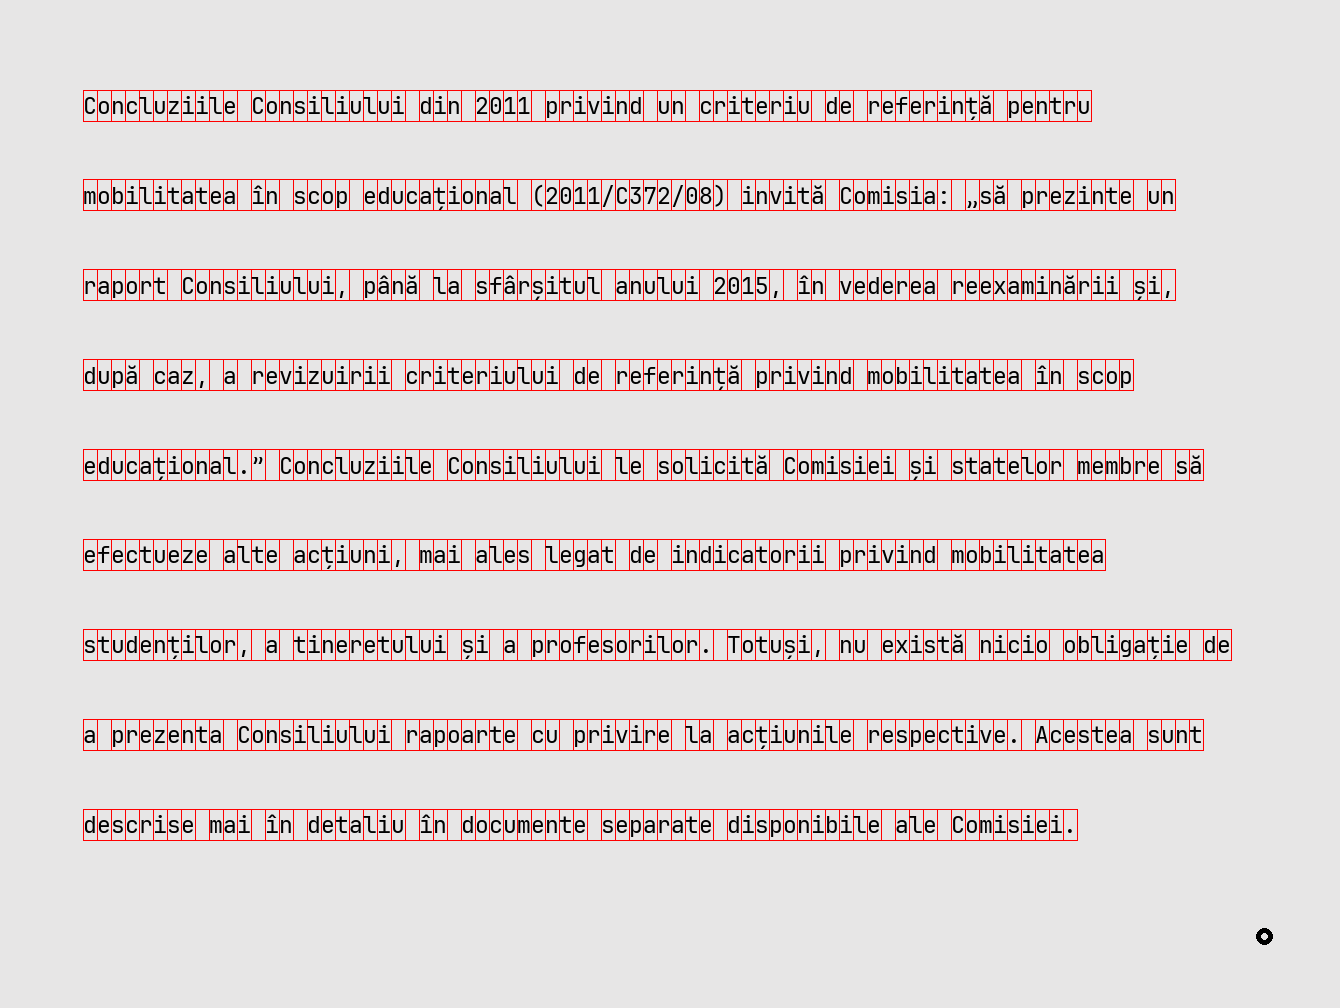 Concluziile Consiliului din 2011 privind un criteriu de referință pentru
mobilitatea în scop educațional (2011/C372/08) invită Comisia: „să prezinte un
raport Consiliului, până la sfârșitul anului 2015, în vederea reexaminării și,
după caz, a revizuirii criteriului de referință privind mobilitatea în scop
educațional.” Concluziile Consiliului le solicită Comisiei și statelor membre să
efectueze alte acțiuni, mai ales legat de indicatorii privind mobilitatea
studenților, a tineretului și a profesorilor. Totuși, nu există nicio obligație de
a prezenta Consiliului rapoarte cu privire la acțiunile respective. Acestea sunt
descrise mai în detaliu în documente separate disponibile ale Comisiei.